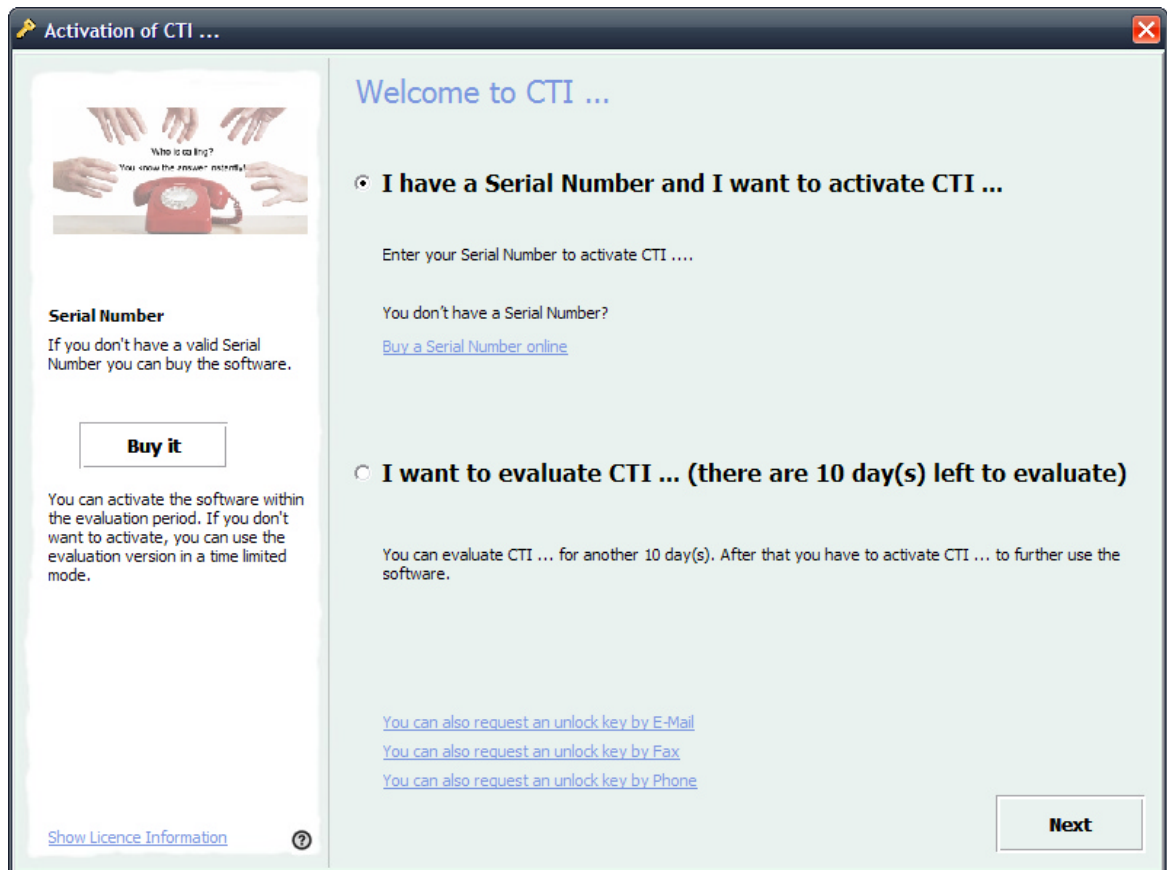 Activation of CTI ...
Who is calling?
You know the answer instantly!
Serial Number
If you don't have a valid Serial
Number you can buy the software.
Buy it
You can activate the software within
the evaluation period. If you don't
want to activate, you can use the
evaluation version in a time limited
mode.
Show Licence Information
Welcome to CTI ...
I have a Serial Number and I want to activate CTI ...
Enter your Serial Number to activate CTI ....
You don't have a Serial Number?
Buy a Serial Number online
I want to evaluate CTI ... (there are 10 day(s) left to evaluate)
You can evaluate CTI ... for another 10 day(s). After that you have to activate CTI ... to further use the
software.
You can also request an unlock key by E-Mail
You can also request an unlock key by Fax
You can also request an unlock key by Phone
Next